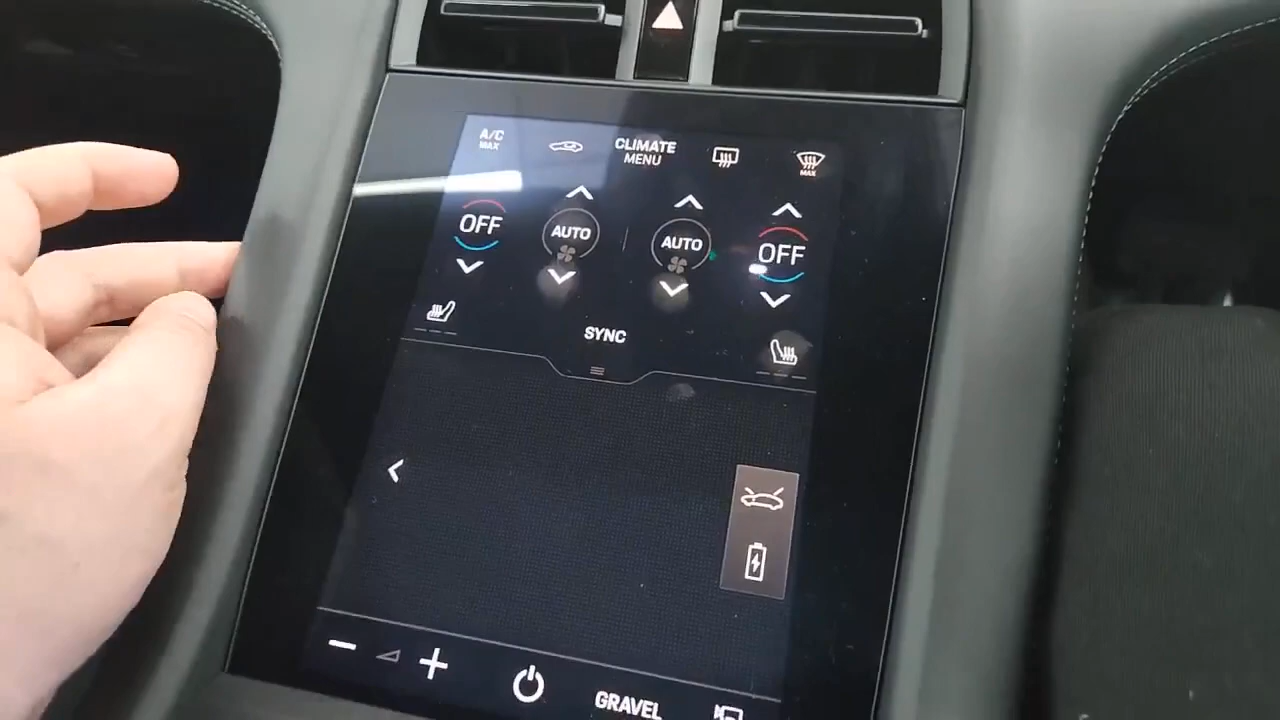 A/C
MAX
CLIMATE
MENU
MAX
OFF
AUTO
AUTO
OFF
SYNC
GRAVEL